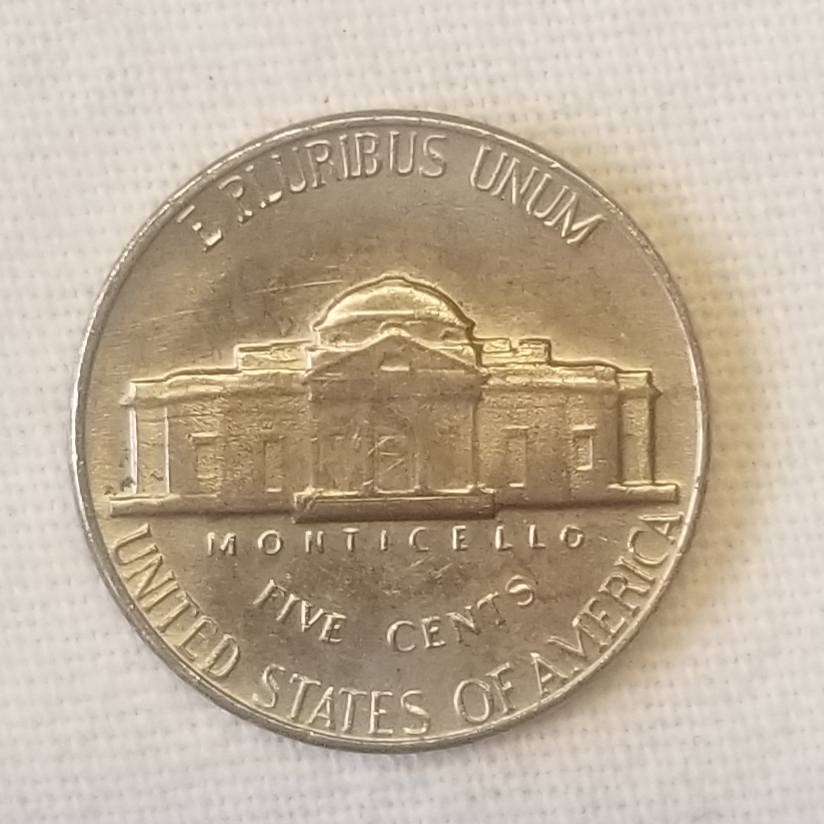 E PLURIBUS UNUM
MONTICELLO
FIVE CENTS
UNITED STATES OF AMERICA